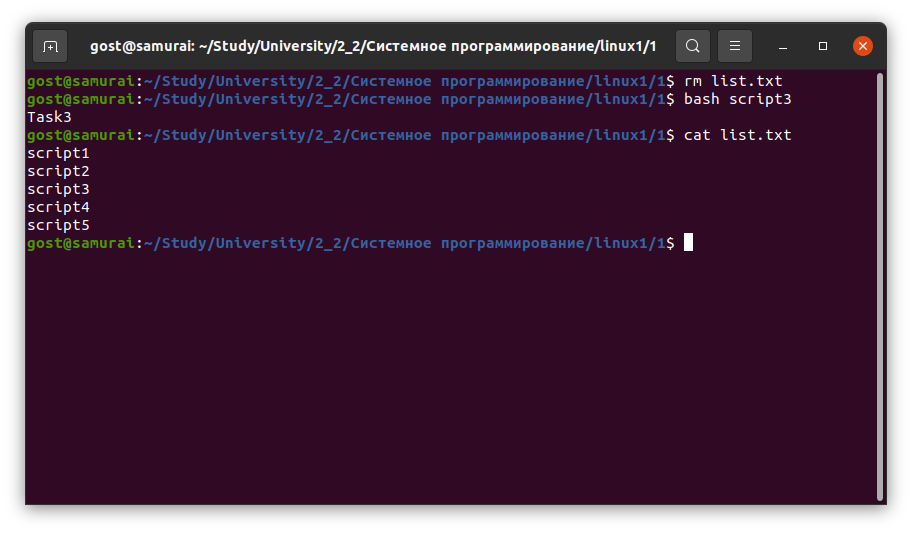 gost@samurai: ~/Study/University/2_2/Системное программирование/linux1/1
gost@samurai:~/Study/University/2_2/Системное программирование/linux1/1$ rm list.txt
gost@samurai:~/Study/University/2_2/Системное программирование/linux1/1$ bash script3
Task3
gost@samurai:~/Study/University/2_2/Системное программирование/linux1/1$ cat list.txt
script1
script2
script3
script4
script5
gost@samurai:~/Study/University/2_2/Системное программирование/linux1/1$